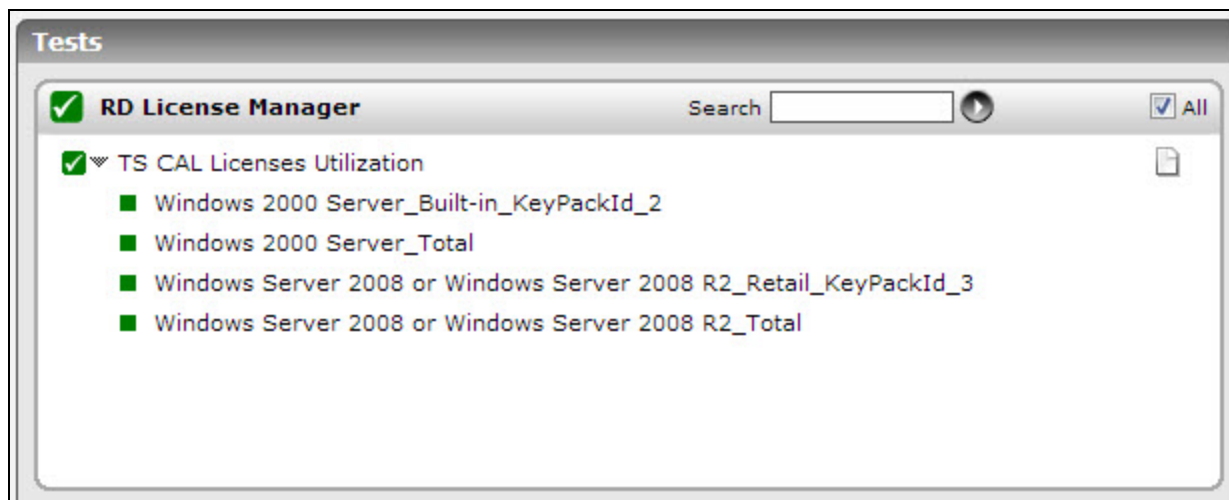 Tests
RD License Manager Search All
TS CAL Licenses Utilization
Windows 2000 Server_Built-in_KeyPackId_2
Windows 2000 Server_Total
Windows Server 2008 or Windows Server 2008 R2_Retail_KeyPackId_3
Windows Server 2008 or Windows Server 2008 R2_Total